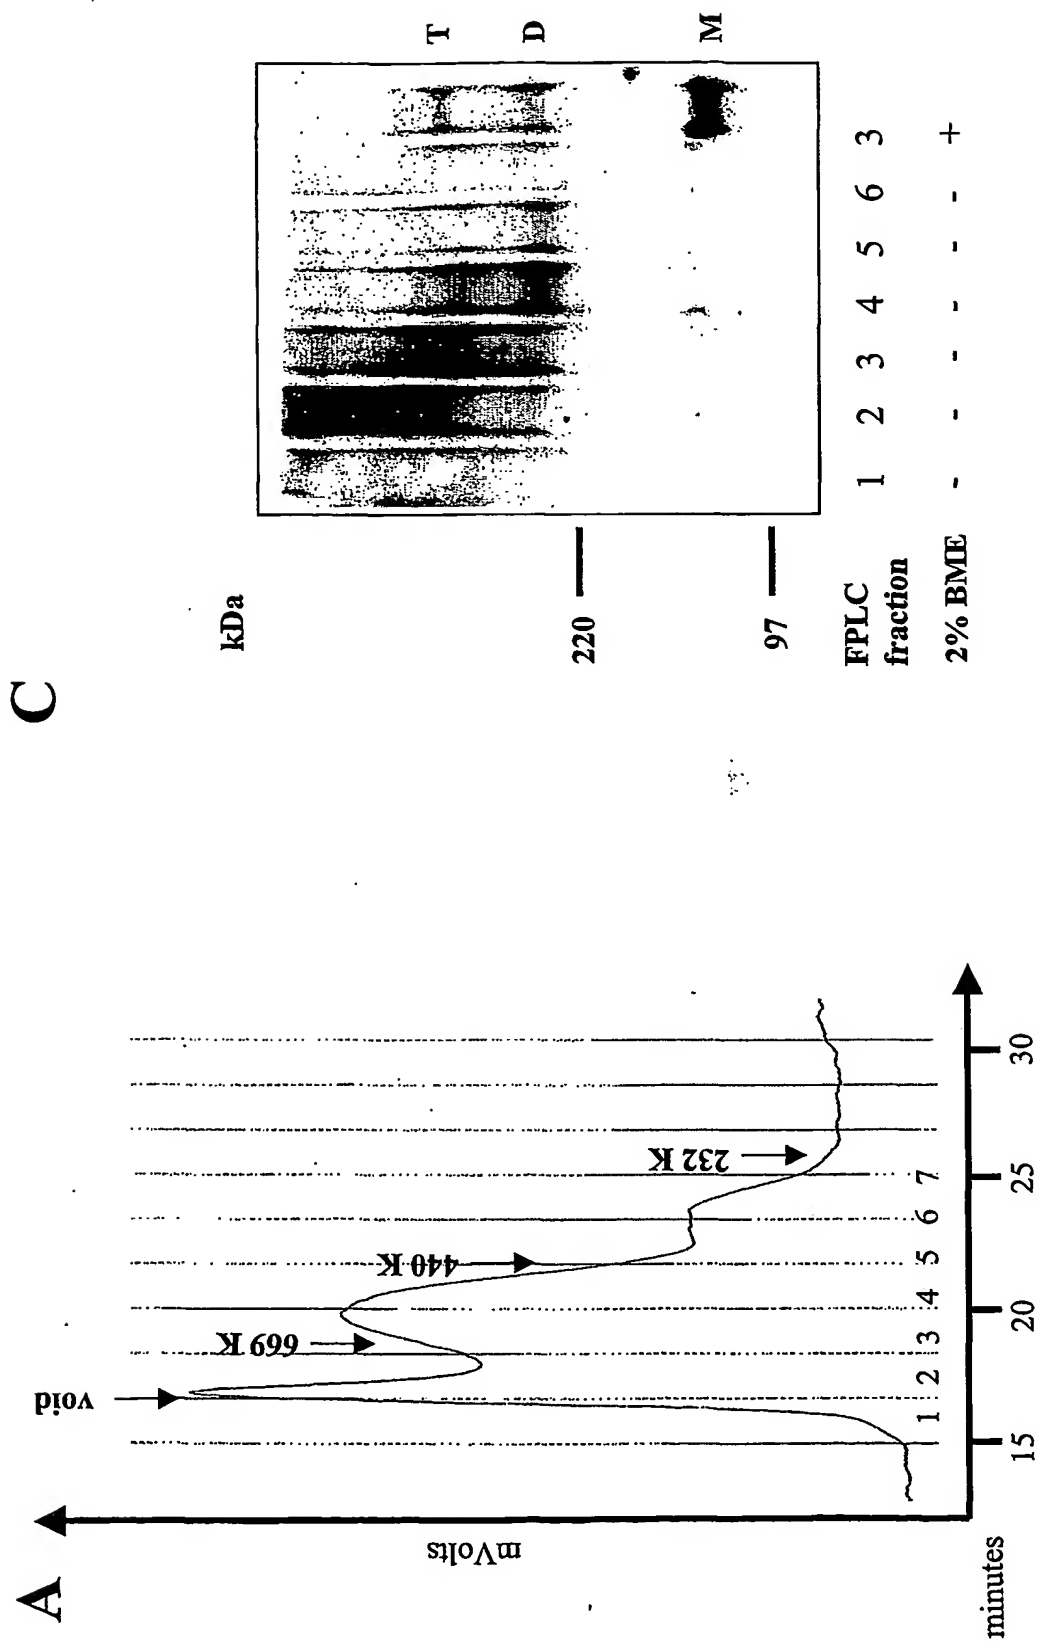 A
mVolts
void
669 K
440 K
232 K
1 2 3 4 5 6 7
15 20 25 30
minutes
C
kDa
220
97
T
D
M
FPLC
fraction
1 2 3 4 5 6 3
2% BME
- - - - - - +